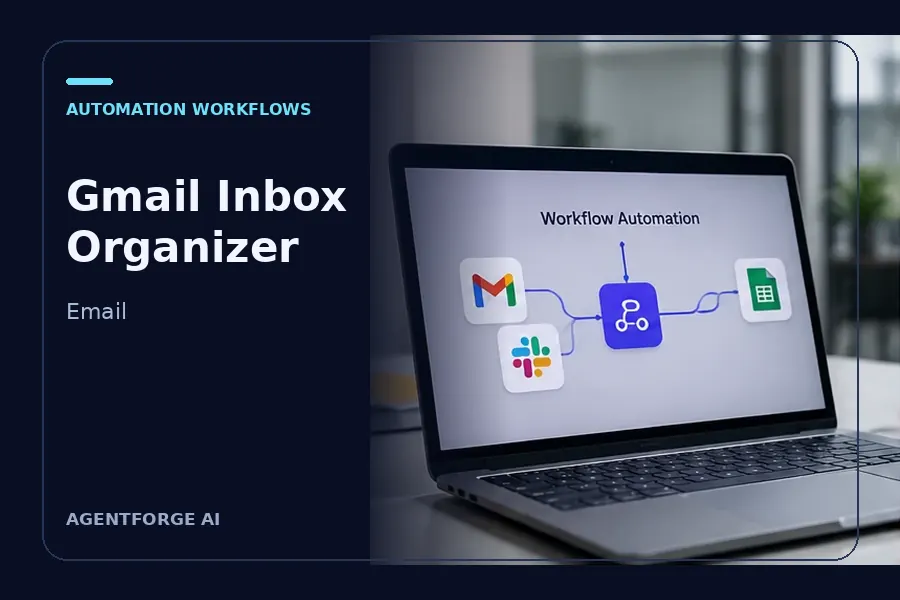 AUTOMATION WORKFLOWS
Gmail Inbox
Organizer
Email
AGENTFORGE AI
Workflow Automation